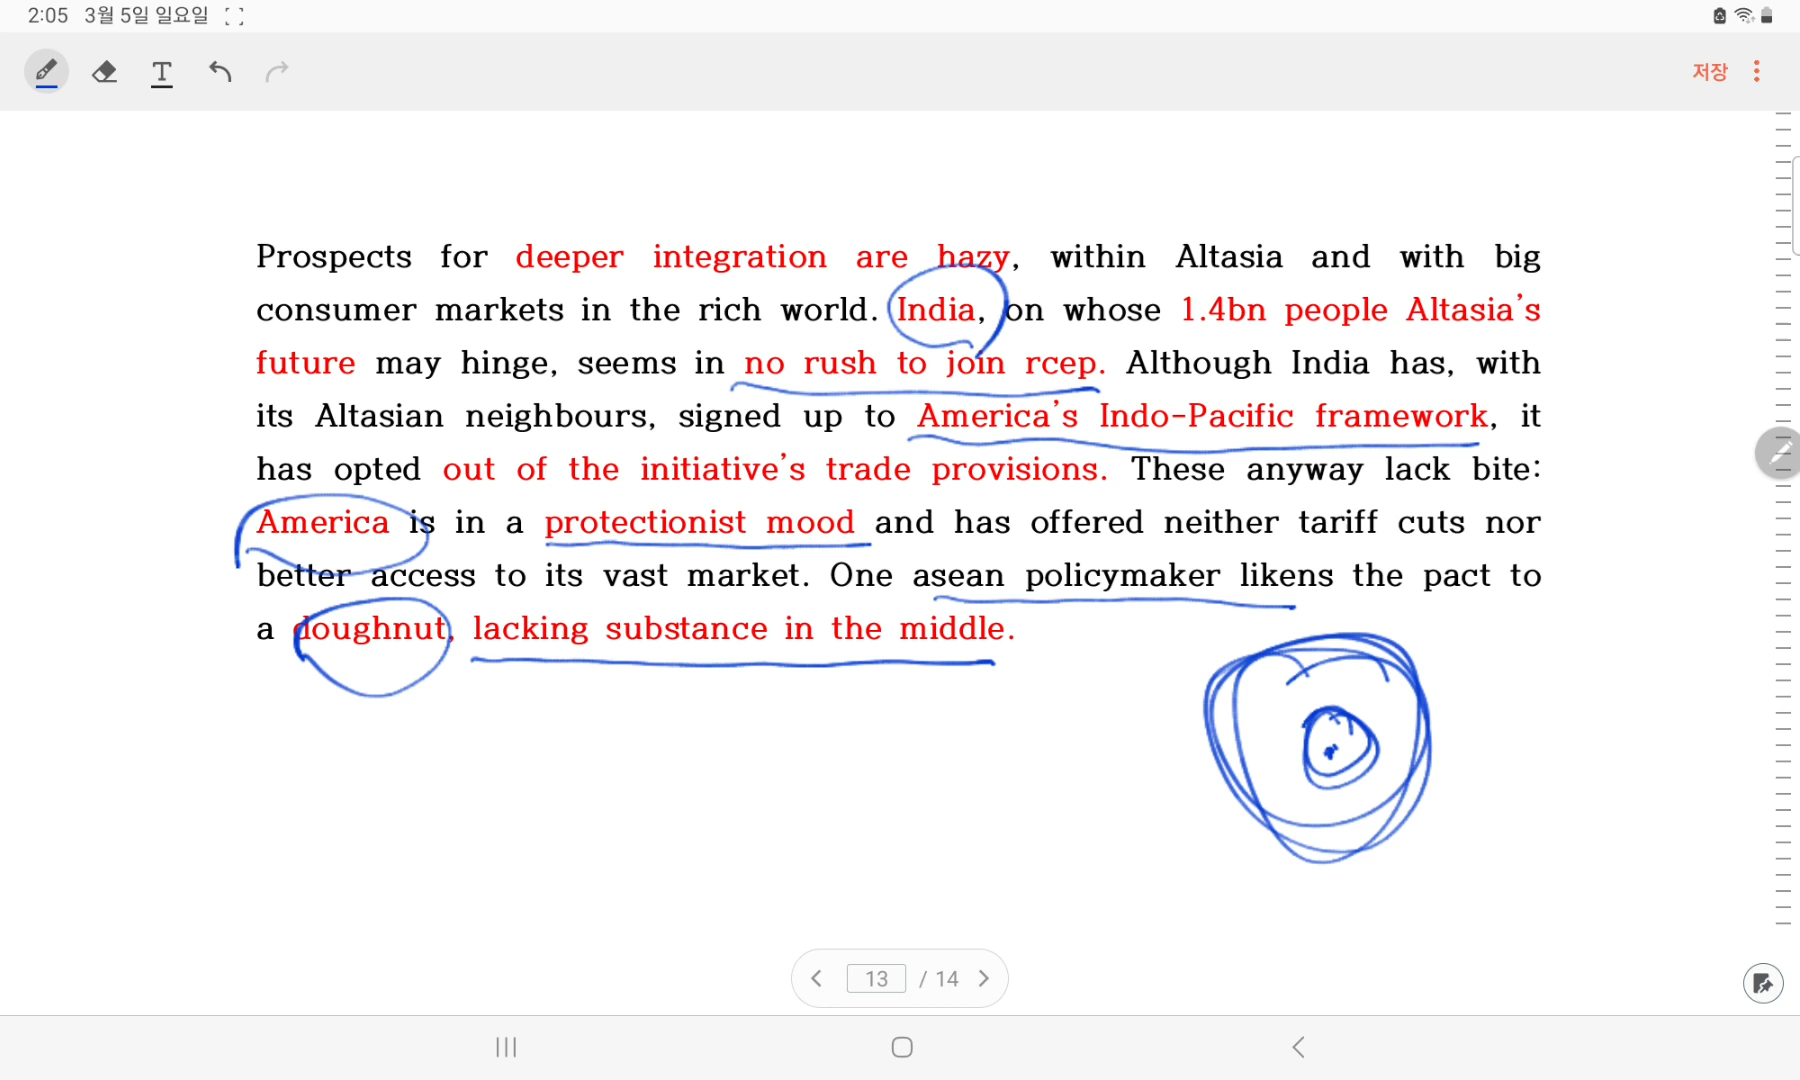 2:05 3월 5일 일요일
저장
Prospects for deeper integration are hazy, within Altasia and with big
consumer markets in the rich world. India, on whose 1.4bn people Altasia's
future may hinge, seems in no rush to join rcep. Although India has, with
its Altasian neighbours, signed up to America's Indo-Pacific framework, it
has opted out of the initiative's trade provisions. These anyway lack bite:
America is in a protectionist mood and has offered neither tariff cuts nor
better access to its vast market. One asean policymaker likens the pact to
a doughnut, lacking substance in the middle.
13 / 14